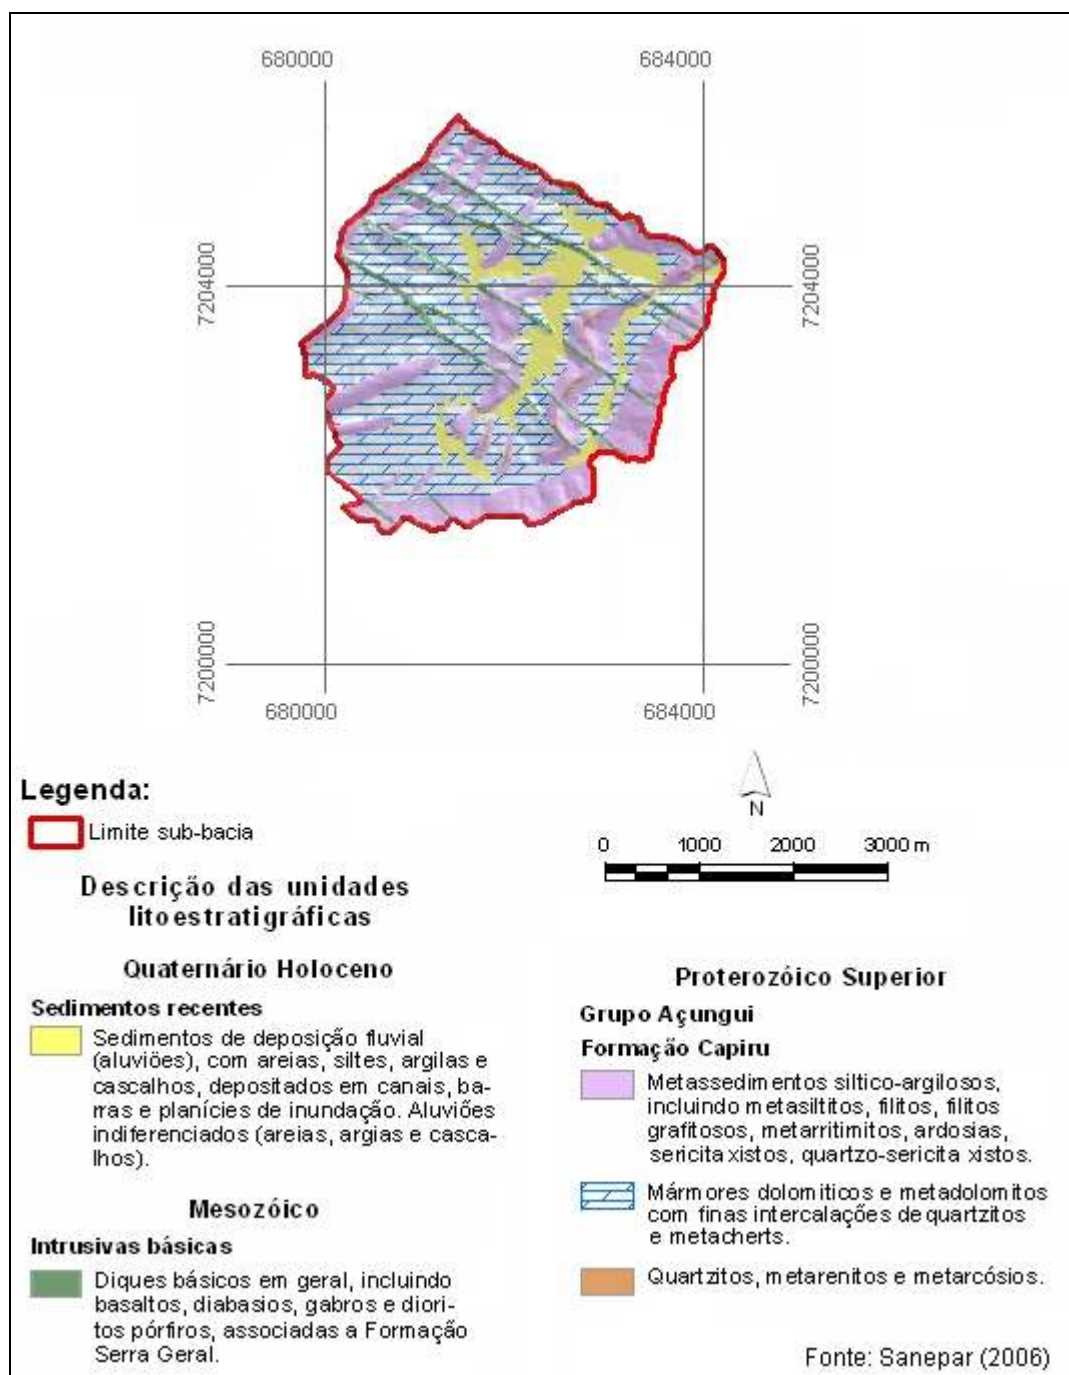 680000
684000
7204000
7204000
7200000
7200000
680000
684000
N
0 1000 2000 3000 m
Legenda:
Limite sub-bacia
Descrição das unidades
litoestratigráficas
Quaternário Holoceno
Sedimentos recentes
Sedimentos de deposição fluvial
(aluviões), com areias, siltes, argilas e
cascalhos, depositados em canais, ba-
rras e planícies de inundação. Aluviões
indiferenciados (areias, argias e casca-
lhos).
Mesozóico
Intrusivas básicas
Diques básicos em geral, incluindo
basaltos, diabasios, gabros e diori-
tos pórfiros, associadas a Formação
Serra Geral.
Proterozóico Superior
Grupo Açungui
Formação Capiru
Metassedimentos siltico-argilosos,
incluindo metasiltitos, filitos, filitos
grafitosos, metarritimitos, ardosias,
sericita xistos, quartzo-sericita xistos.
Mármores dolomiticos e metadolomitos
com finas intercalações de quartzitos
e metacherts.
Quartzitos, metarenitos e metarcósios.
Fonte: Sanepar (2006)